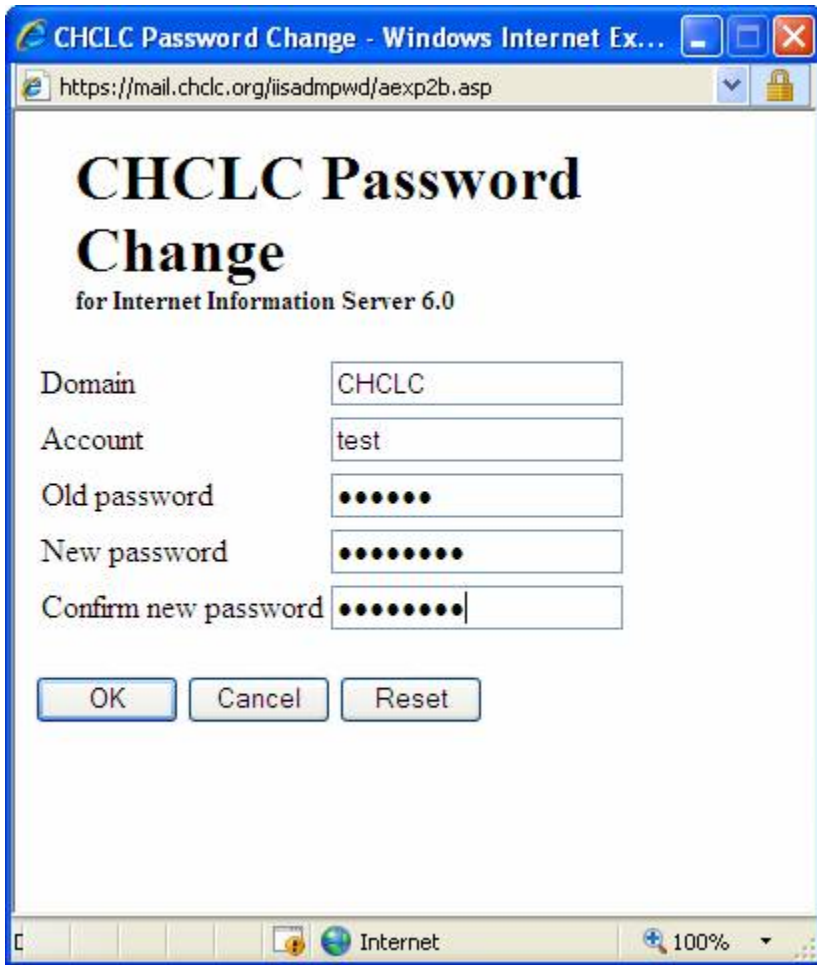 CHCLC Password Change - Windows Internet Ex...
https://mail.chclc.org/iisadmpwd/aexp2b.asp
CHCLC Password
Change
for Internet Information Server 6.0
Domain CHCLC
Account test
Old password ••••••
New password ••••••••
Confirm new password ••••••••
OK Cancel Reset
Internet 100%